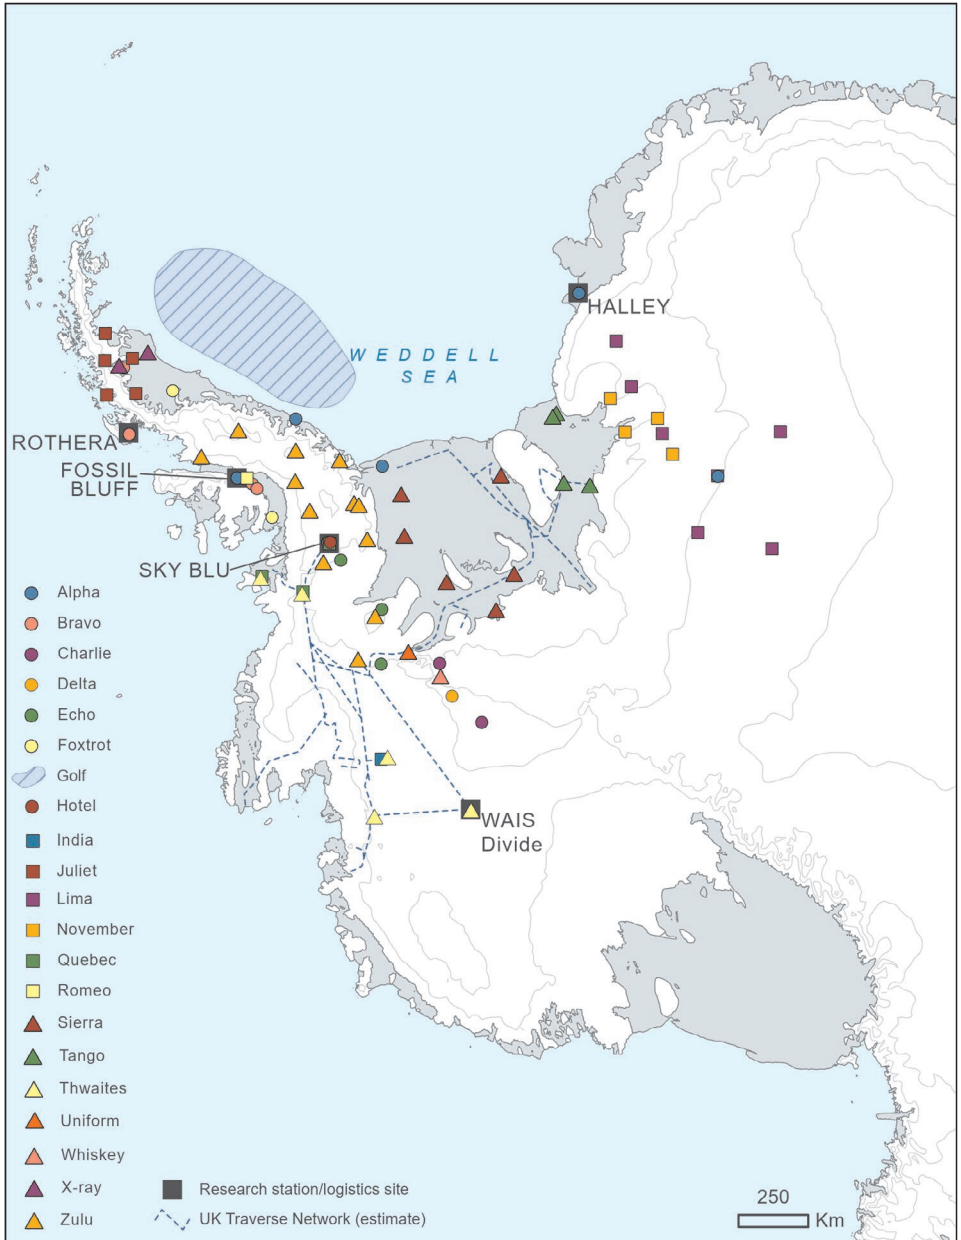 HALLEY
W E D D E L L
S E A
ROTHERA
FOSSIL
BLUFF
SKY BLU
WAIS
Divide
Alpha
Bravo
Charlie
Delta
Echo
Foxtrot
Golf
Hotel
India
Juliet
Lima
November
Quebec
Romeo
Sierra
Tango
Thwaites
Uniform
Whiskey
X-ray
Zulu
Research station/logistics site
UK Traverse Network (estimate)
250
Km